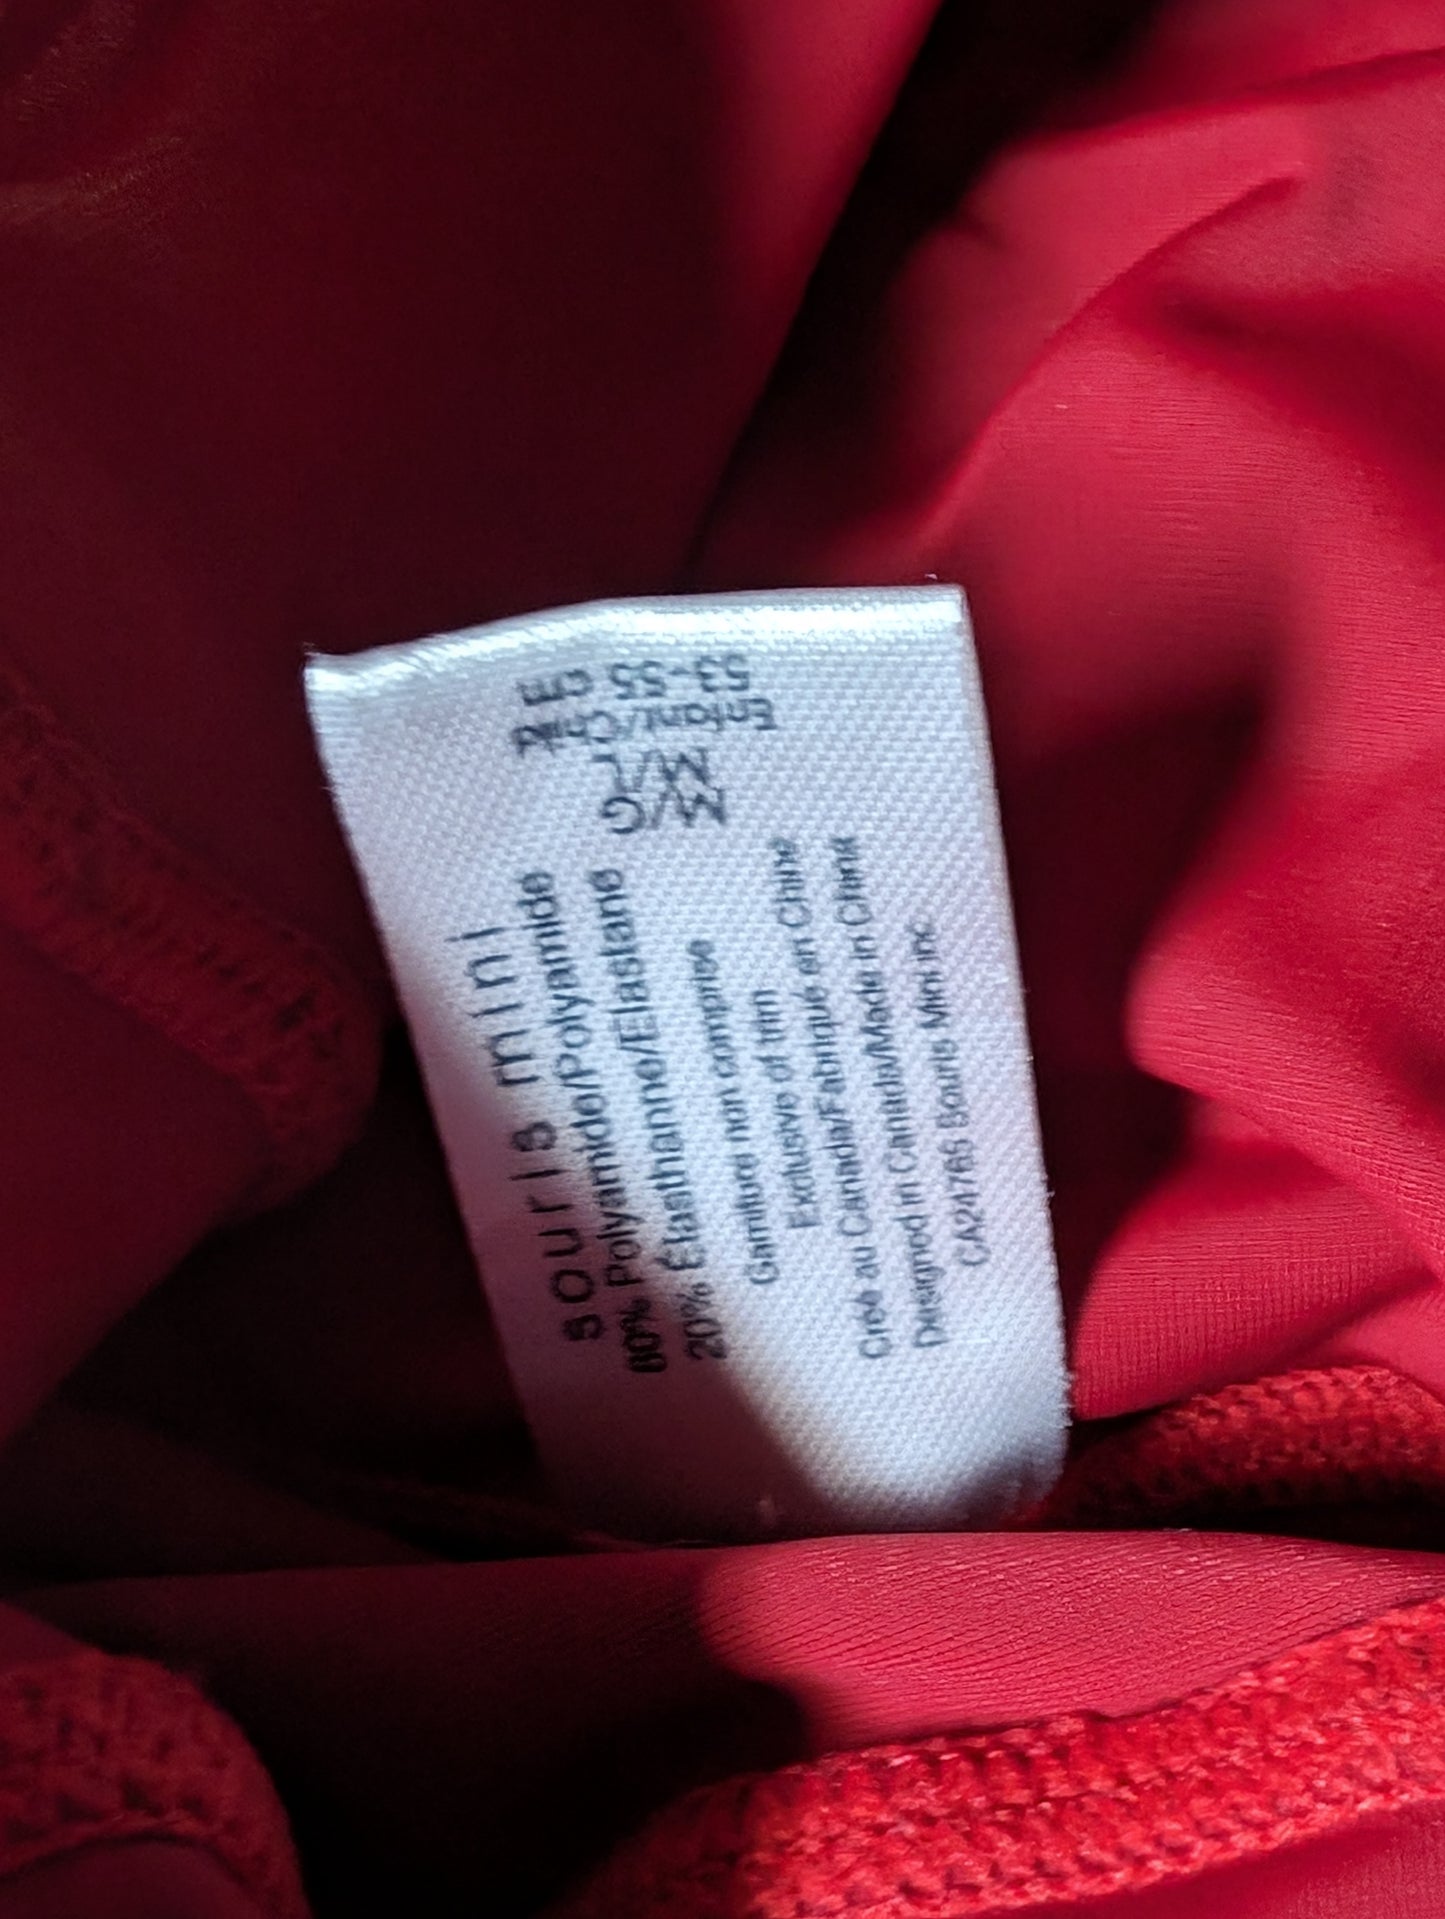 53-55 cm
Enfant/Child
M/L
M/G
souris mini
80% Polyamide/Polyamide
20% Élasthanne/Elastane
Garniture non comprise
Exclusive of trim
Créé au Canada/Fabriqué en Chine
Designed in Canada/Made in China
CA24765 Souris Mini inc